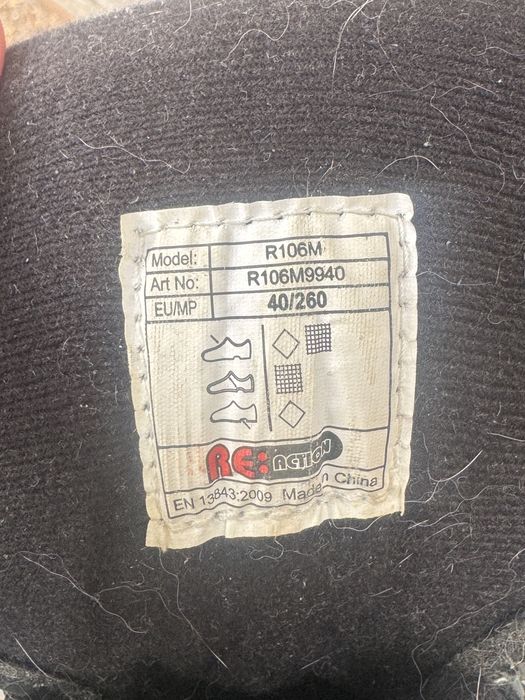 Model: R106M
Art No: R106M9940
EU/MP 40/260
RE:ACTION
EN 13843:2009 Made in China